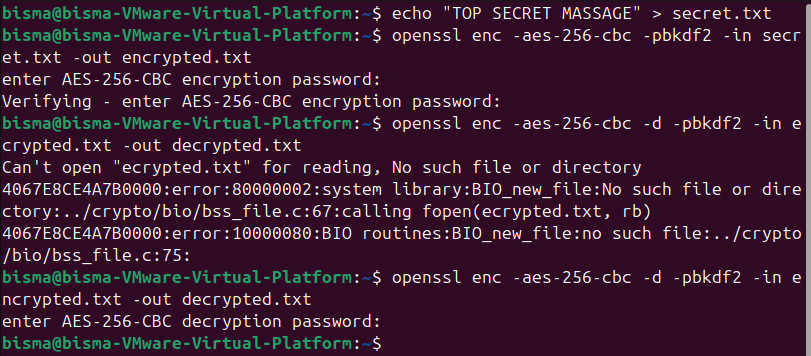 bisma@bisma-VMware-Virtual-Platform:~$ echo "TOP SECRET MASSAGE" > secret.txt
bisma@bisma-VMware-Virtual-Platform:~$ openssl enc -aes-256-cbc -pbkdf2 -in secr
et.txt -out encrypted.txt
enter AES-256-CBC encryption password:
Verifying - enter AES-256-CBC encryption password:
bisma@bisma-VMware-Virtual-Platform:~$ openssl enc -aes-256-cbc -d -pbkdf2 -in e
crypted.txt -out decrypted.txt
Can't open "ecrypted.txt" for reading, No such file or directory
4067E8CE4A7B0000:error:80000002:system library:BIO_new_file:No such file or dire
ctory:../crypto/bio/bss_file.c:67:calling fopen(ecrypted.txt, rb)
4067E8CE4A7B0000:error:10000080:BIO routines:BIO_new_file:no such file:../crypto
/bio/bss_file.c:75:
bisma@bisma-VMware-Virtual-Platform:~$ openssl enc -aes-256-cbc -d -pbkdf2 -in e
ncrypted.txt -out decrypted.txt
enter AES-256-CBC decryption password:
bisma@bisma-VMware-Virtual-Platform:~$